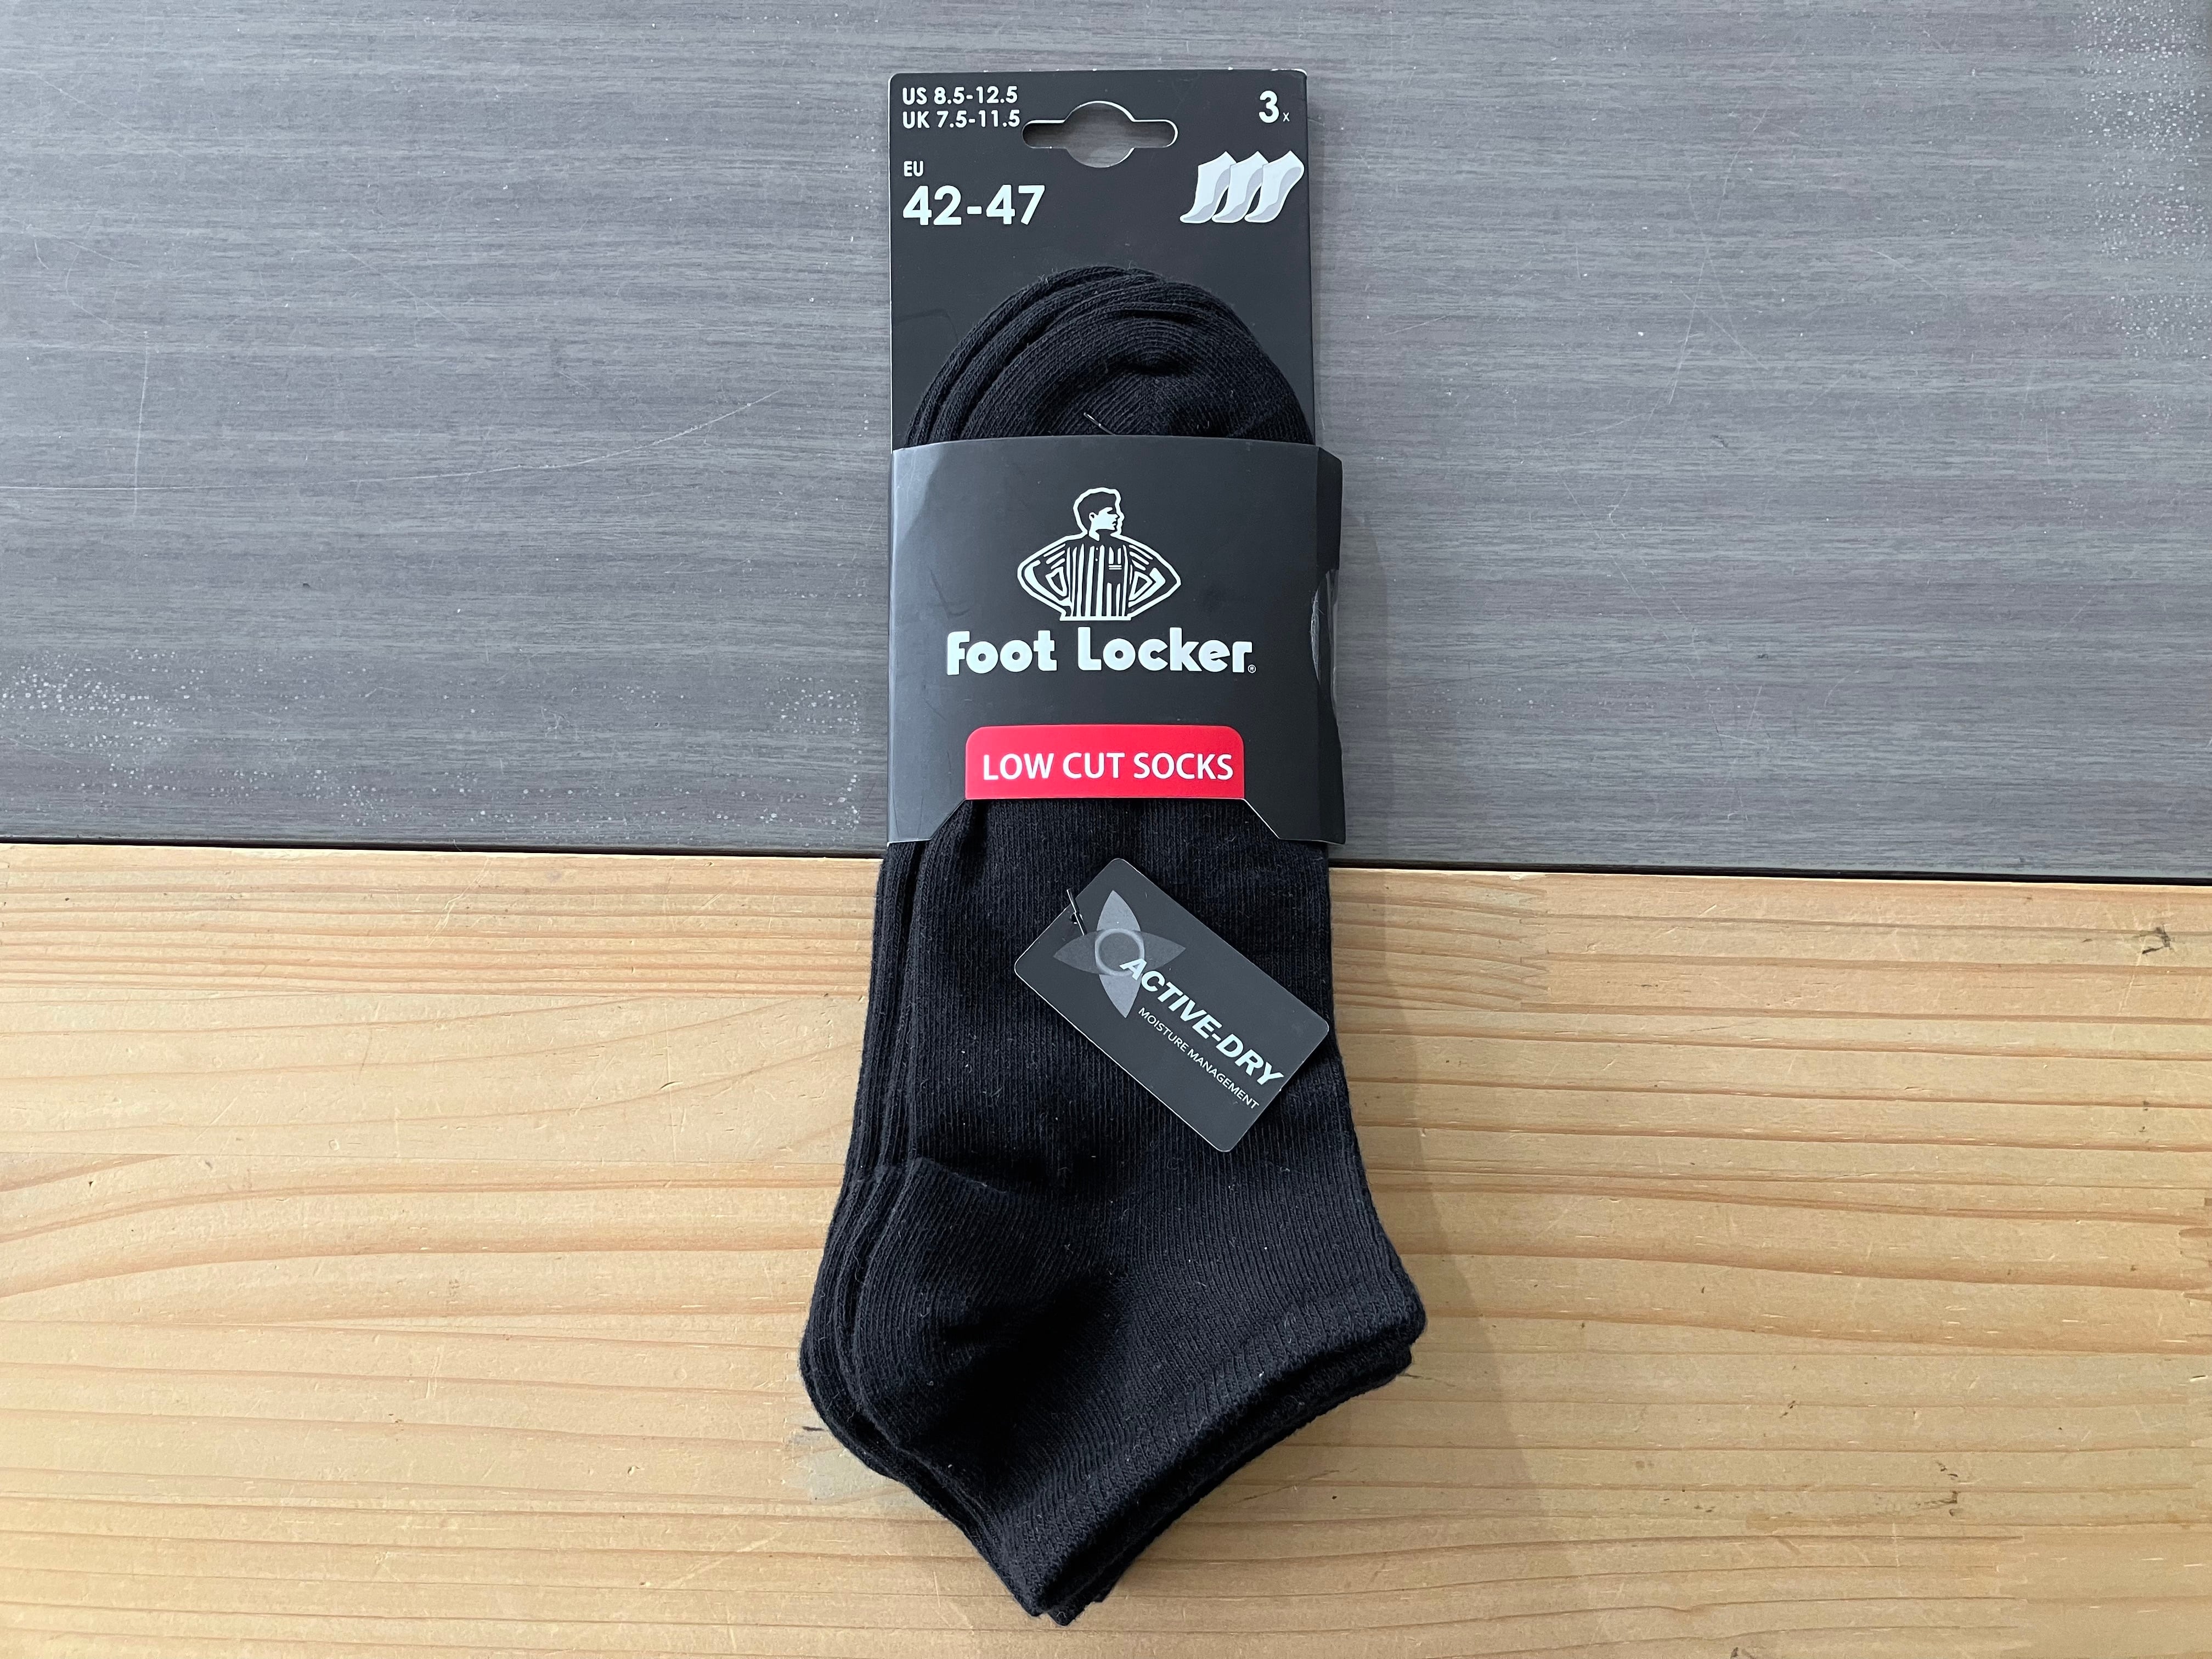 US 8.5-12.5
UK 7.5-11.5
3x
EU
42-47
Foot Locker®
LOW CUT SOCKS
ACTIVE-DRY
MOISTURE MANAGEMENT